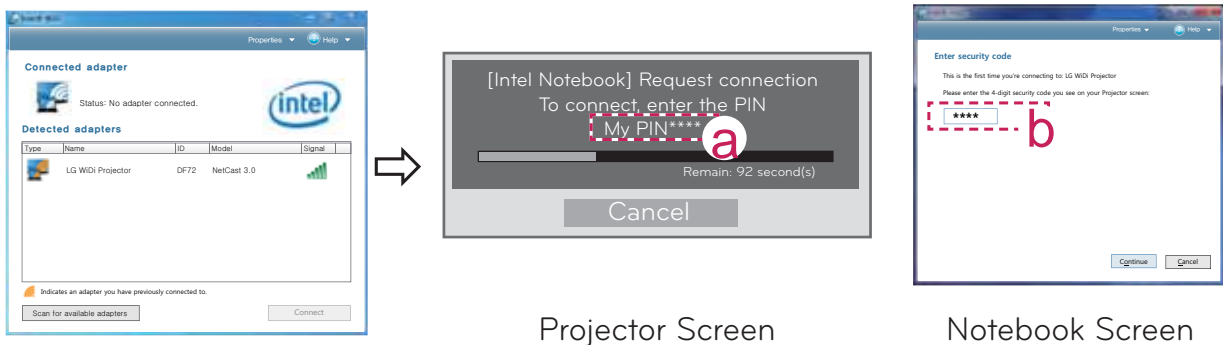 Properties Help
Connected adapter
Status: No adapter connected.
intel
Detected adapters
Type Name ID Model Signal
LG WiDi Projector DF72 NetCast 3.0
Indicates an adapter you have previously connected to.
Scan for available adapters Connect
[Intel Notebook] Request connection
To connect, enter the PIN
My PIN****
a
Remain: 92 second(s)
Cancel
Projector Screen
Properties Help
Enter security code
This is the first time you're connecting to: LG WiDi Projector
Please enter the 4-digit security code you see on your Projector screen:
****
b
Continue Cancel
Notebook Screen